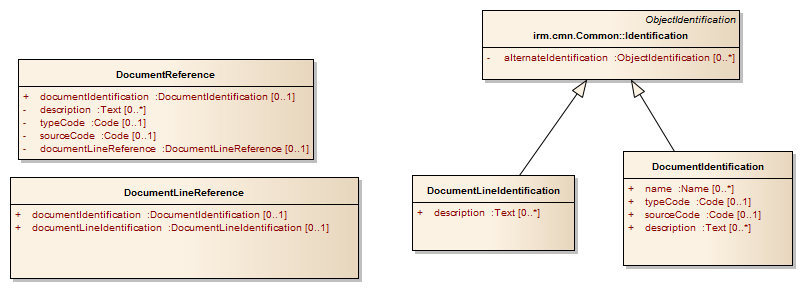 DocumentReference
+ documentIdentification :DocumentIdentification [0..1]
- description :Text [0..*]
- typeCode :Code [0..1]
- sourceCode :Code [0..1]
- documentLineReference :DocumentLineReference [0..1]
DocumentLineReference
+ documentIdentification :DocumentIdentification [0..1]
+ documentLineIdentification :DocumentLineIdentification [0..1]
ObjectIdentification
irm.cmn.Common::Identification
- alternateIdentification :ObjectIdentification [0..*]
DocumentLineIdentification
+ description :Text [0..*]
DocumentIdentification
+ name :Name [0..*]
+ typeCode :Code [0..1]
+ sourceCode :Code [0..1]
+ description :Text [0..*]